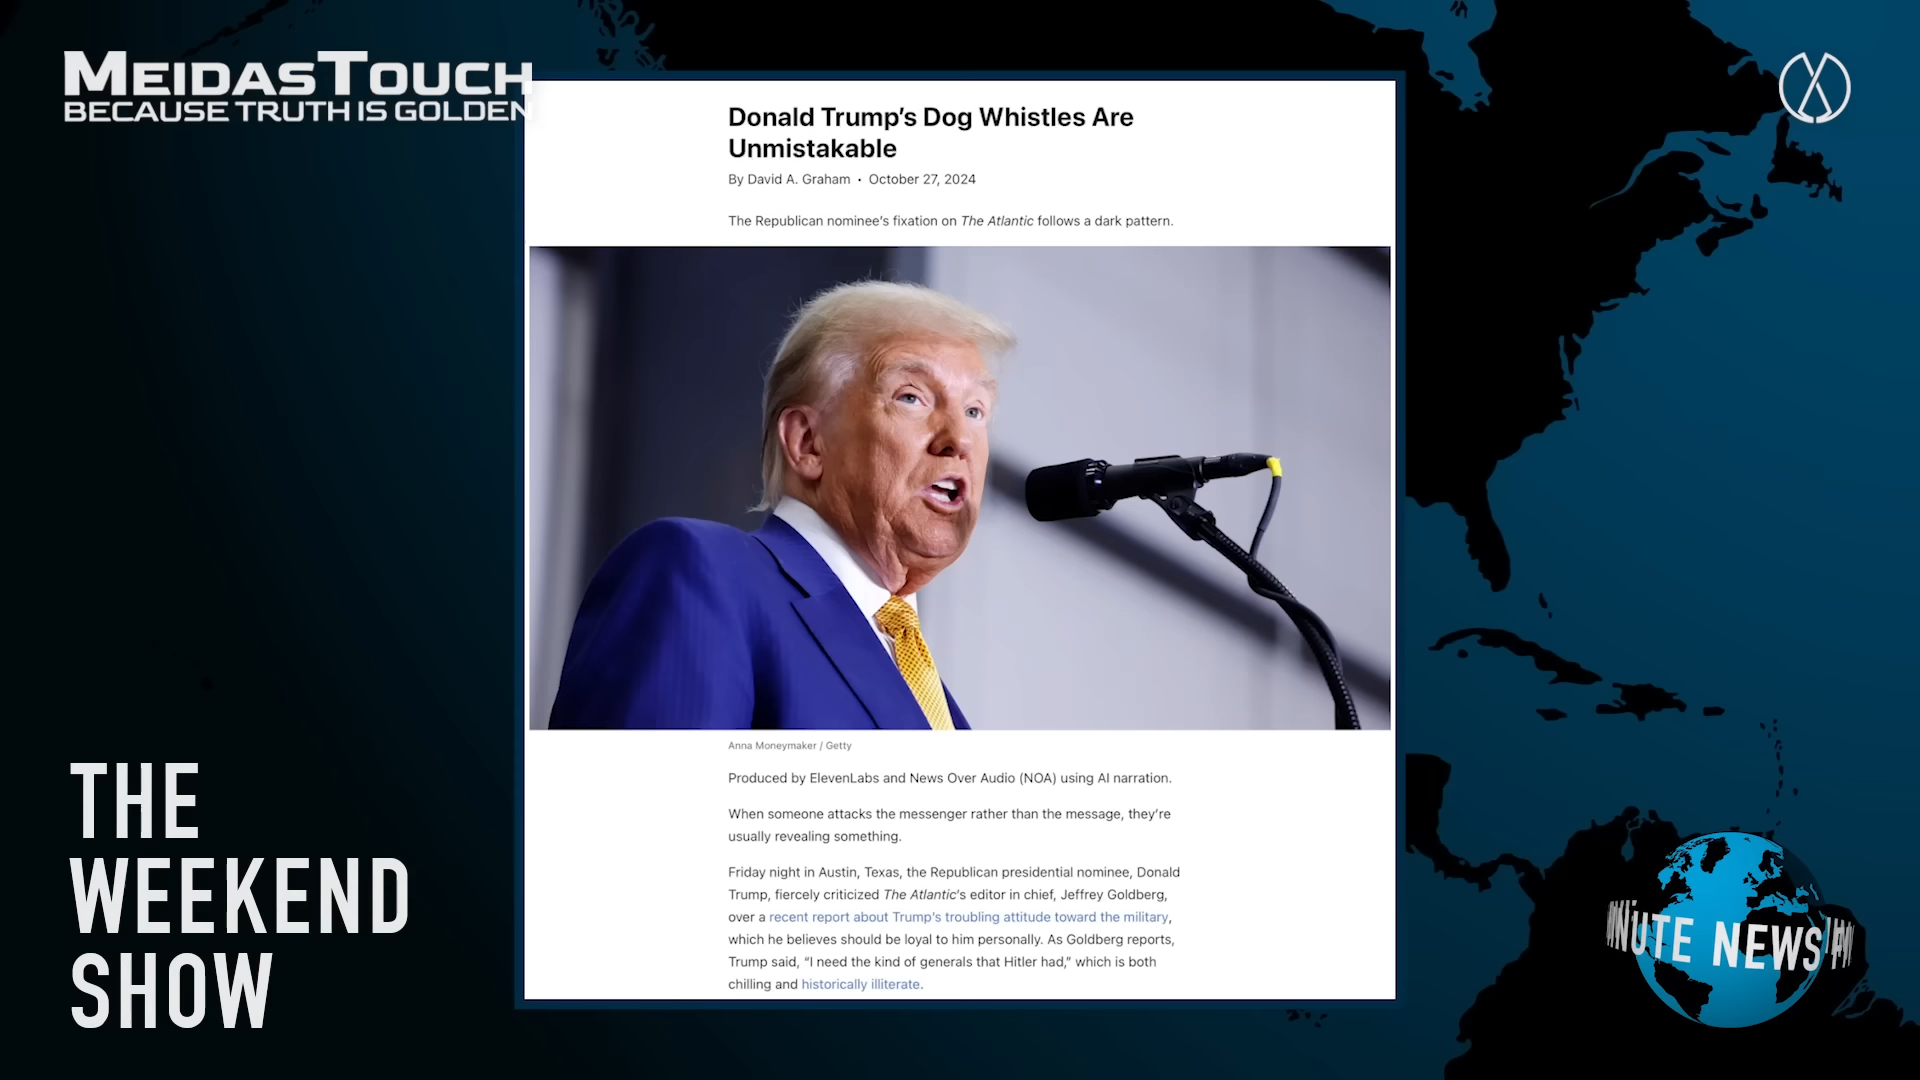 MEIDASTOUCH
BECAUSE TRUTH IS GOLDEN
Donald Trump’s Dog Whistles Are
Unmistakable
By David A. Graham • October 27, 2024
The Republican nominee’s fixation on The Atlantic follows a dark pattern.
Anna Moneymaker / Getty
Produced by ElevenLabs and News Over Audio (NOA) using AI narration.
When someone attacks the messenger rather than the message, they’re
usually revealing something.
Friday night in Austin, Texas, the Republican presidential nominee, Donald
Trump, fiercely criticized The Atlantic’s editor in chief, Jeffrey Goldberg,
over a recent report about Trump’s troubling attitude toward the military,
which he believes should be loyal to him personally. As Goldberg reports,
Trump said, “I need the kind of generals that Hitler had,” which is both
chilling and historically illiterate.
THE
WEEKEND
SHOW
NEWS